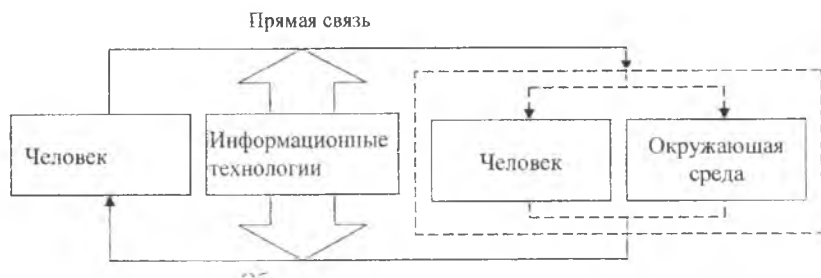 Прямая связь
Человек
Информационные
технологии
Человек
Окружающая
среда